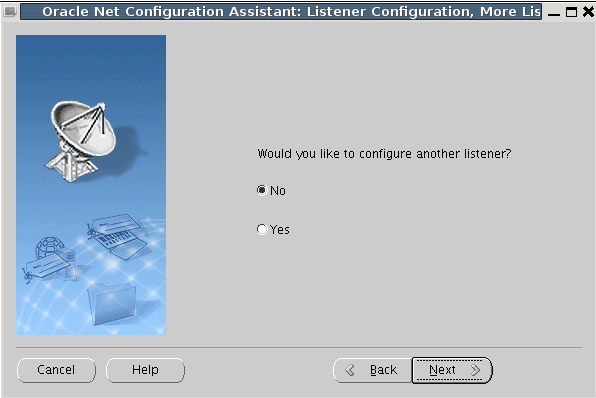 Oracle Net Configuration Assistant: Listener Configuration, More Lis
Would you like to configure another listener?
No
Yes
Cancel
Help
Back
Next